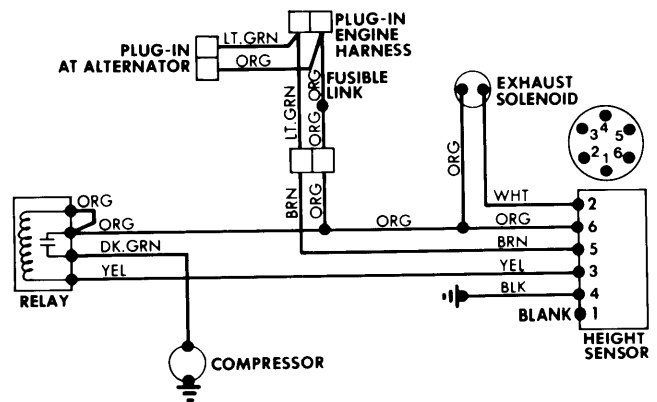 PLUG-IN
ENGINE
HARNESS
LT.GRN
PLUG-IN
AT ALTERNATOR
ORG
ORG
FUSIBLE
LINK
EXHAUST
SOLENOID
LT.GRN
ORG
3 4 5
2 1 6
ORG
BRN
ORG
WHT
2
ORG
ORG
ORG
ORG
6
DK.GRN
BRN
5
YEL
YEL
3
RELAY
BLK
4
BLANK
1
HEIGHT
SENSOR
COMPRESSOR